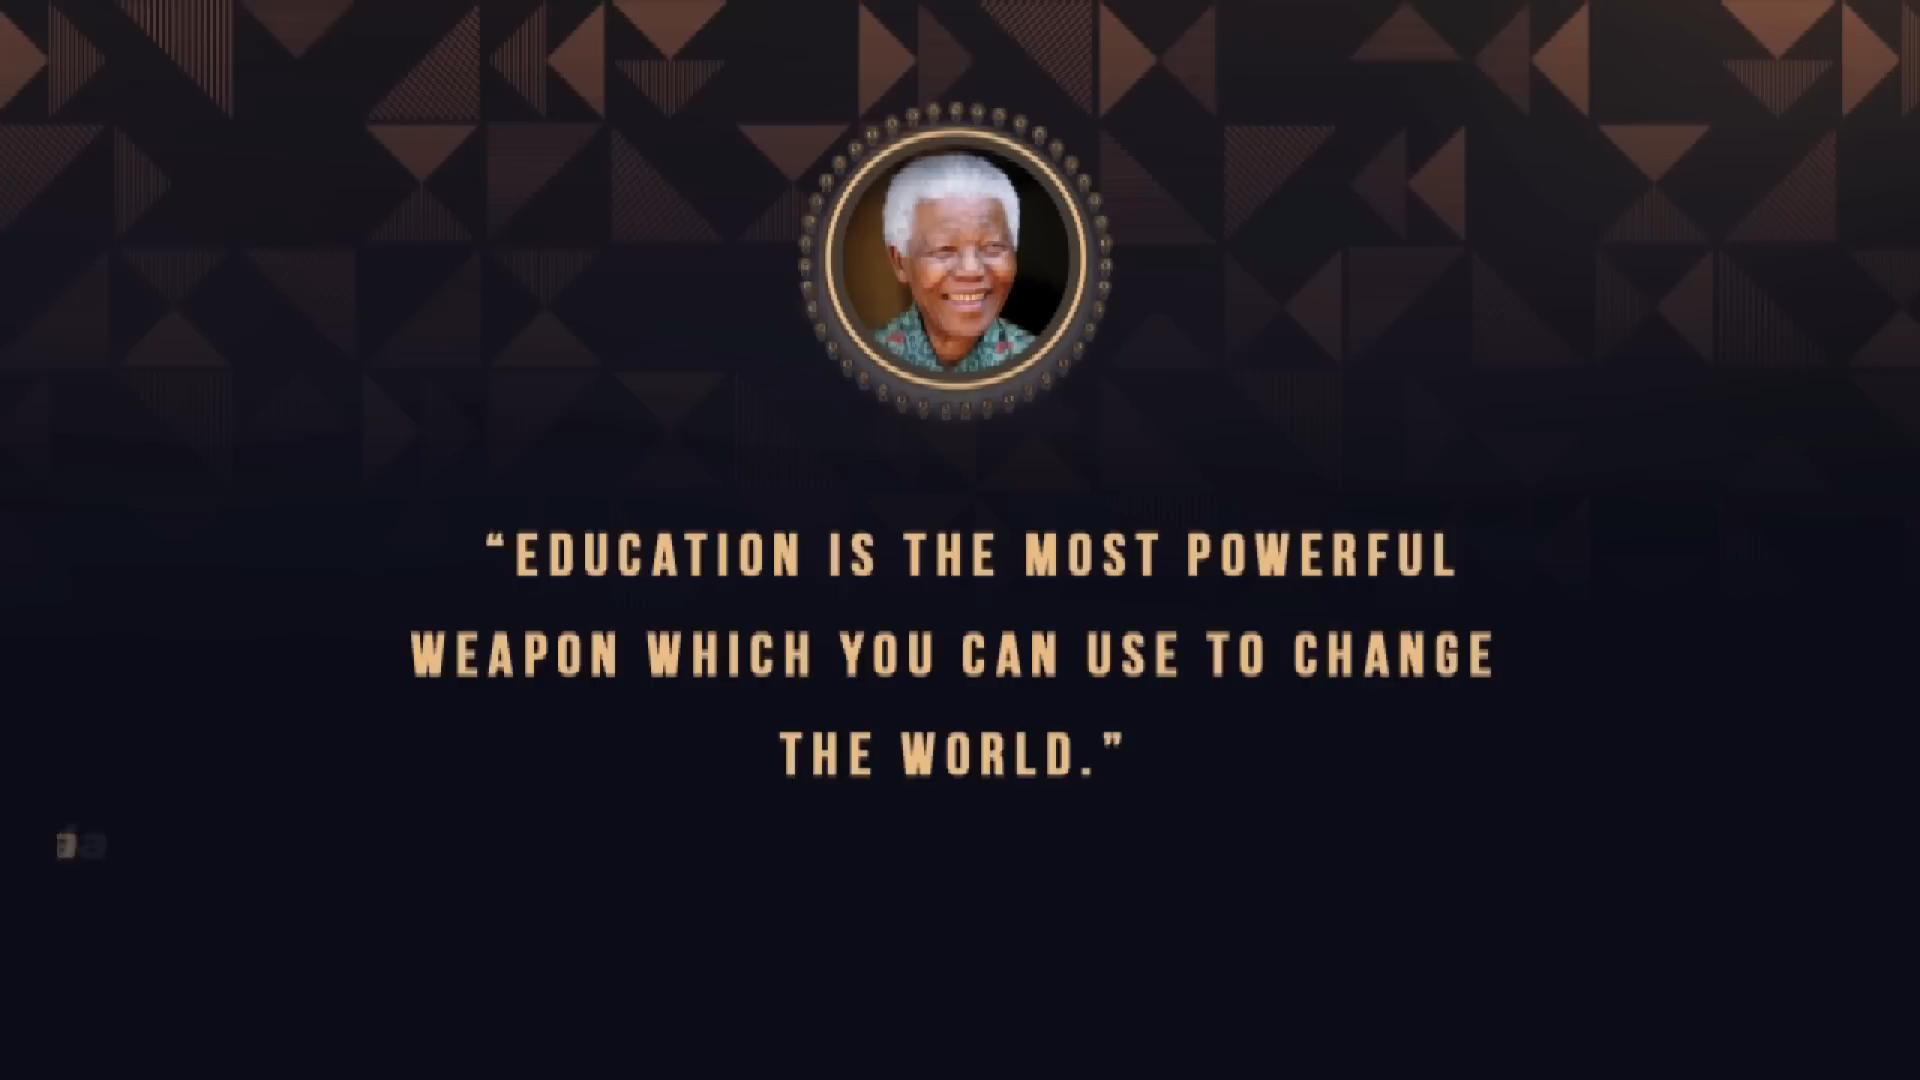 “EDUCATION IS THE MOST POWERFUL
WEAPON WHICH YOU CAN USE TO CHANGE
THE WORLD.”